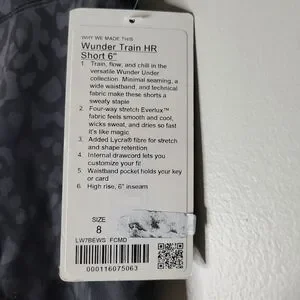 WHY WE MADE THIS
Wunder Train HR
Short 6"
1. Train, flow, and chill in the
versatile Wunder Under
collection. Minimal seaming, a
wide waistband, and technical
fabric make these shorts a
sweaty staple
2. Four-way stretch Everlux™
fabric feels smooth and cool,
wicks sweat, and dries so fast
it's like magic
3. Added Lycra® fibre for stretch
and shape retention
4. Internal drawcord lets you
customize your fit
5. Waistband pocket holds your key
or card
6. High rise, 6" inseam
SIZE
8
LW7BEWS FCMD
000116075063